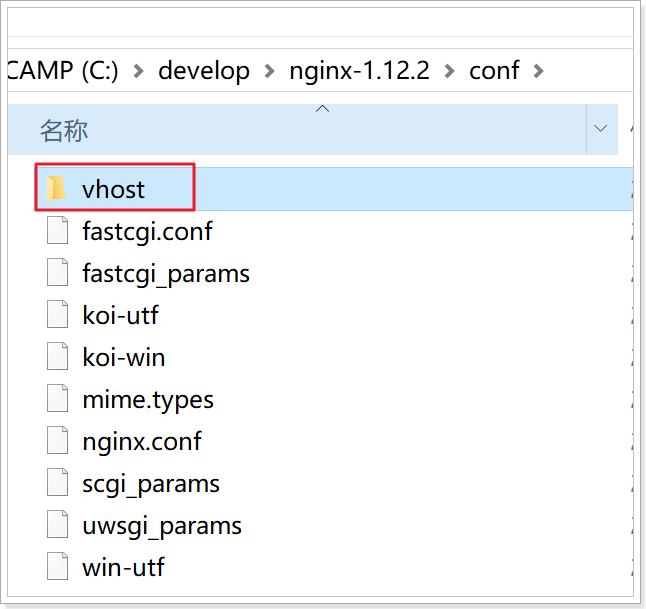 CAMP (C:) > develop > nginx-1.12.2 > conf >
名称
vhost
fastcgi.conf
fastcgi_params
koi-utf
koi-win
mime.types
nginx.conf
scgi_params
uwsgi_params
win-utf